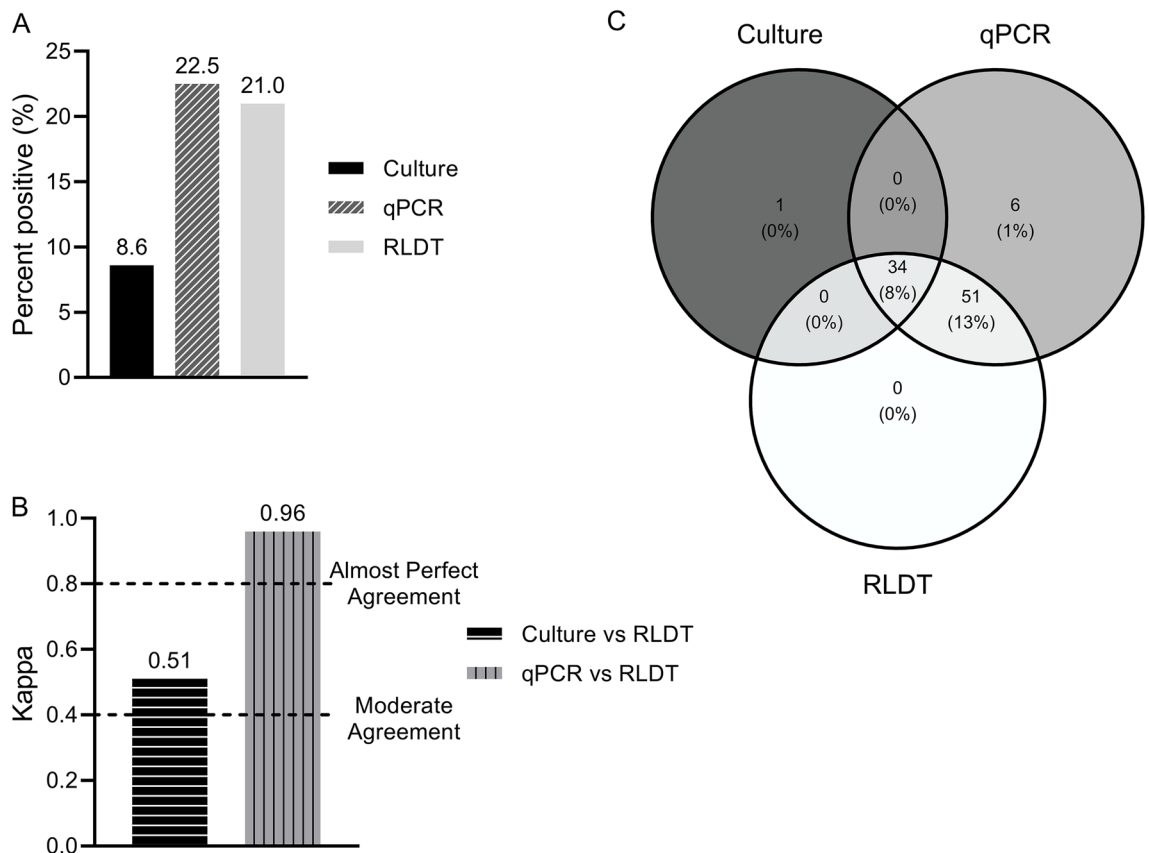 A
25
20
15
10
5
0
Percent positive (%)
8.6
22.5
21.0
Culture
qPCR
RLDT
B
1.0
0.8
0.6
0.4
0.2
0.0
Kappa
0.51
0.96
Almost Perfect
Agreement
Moderate
Agreement
Culture vs RLDT
qPCR vs RLDT
C
Culture
qPCR
0
(0%)
1
(0%)
6
(1%)
34
(8%)
0
(0%)
51
(13%)
0
(0%)
RLDT